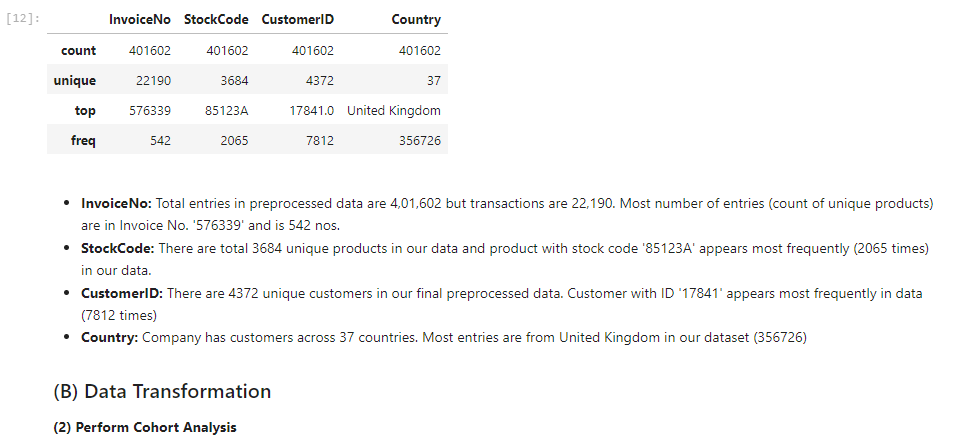 [12]:
InvoiceNo StockCode CustomerID Country
count 401602 401602 401602 401602
unique 22190 3684 4372 37
top 576339 85123A 17841.0 United Kingdom
freq 542 2065 7812 356726
• InvoiceNo: Total entries in preprocessed data are 4,01,602 but transactions are 22,190. Most number of entries (count of unique products)
are in Invoice No. '576339' and is 542 nos.
• StockCode: There are total 3684 unique products in our data and product with stock code '85123A' appears most frequently (2065 times)
in our data.
• CustomerID: There are 4372 unique customers in our final preprocessed data. Customer with ID '17841' appears most frequently in data
(7812 times)
• Country: Company has customers across 37 countries. Most entries are from United Kingdom in our dataset (356726)
(B) Data Transformation
(2) Perform Cohort Analysis